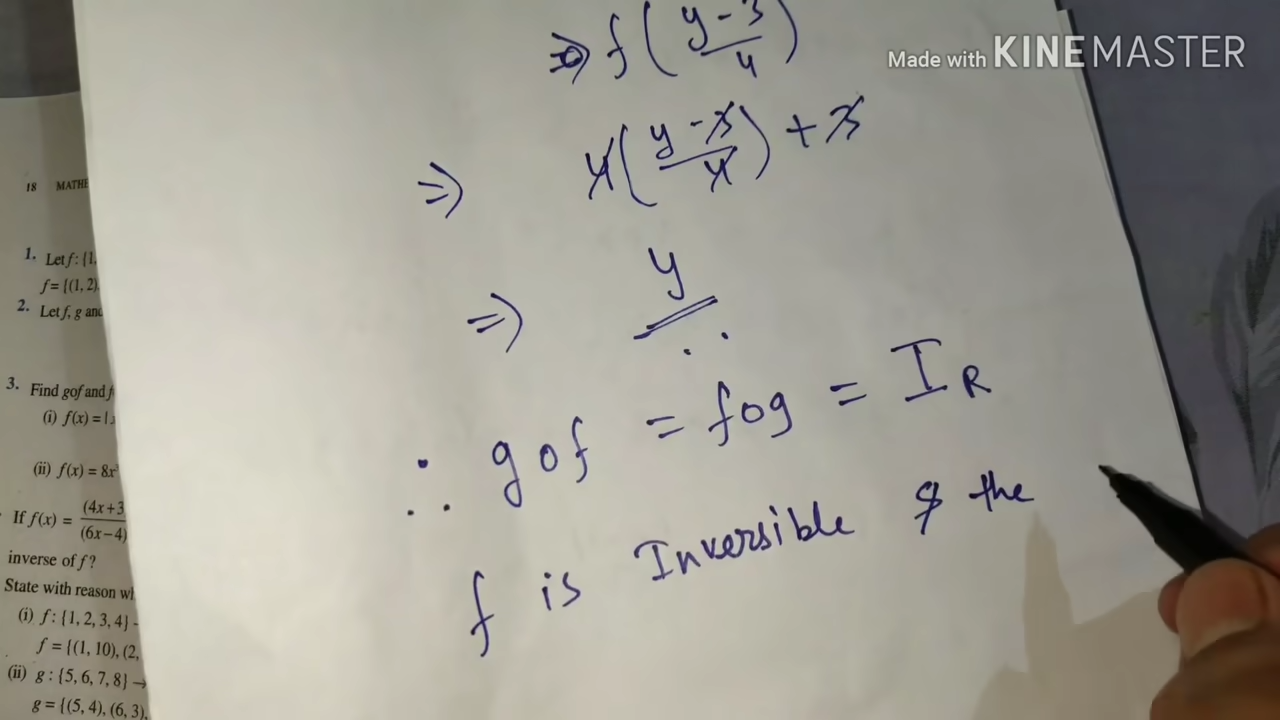 Made with KINEMASTER
⇒ f( (y-3)/4 )
⇒ 4( (y-3)/4 ) + 3
⇒ y
∴ gof = fog = I_R
f is Inversible & the
18 MATHE
1. Let f : {1,
f = {(1, 2)
2. Let f, g and
3. Find gof and f
(i) f(x) = |
(ii) f(x) = 8x
If f(x) = (4x+3 / (6x–4)
inverse of f?
State with reason w
(i) f : {1, 2, 3, 4}
f = {(1, 10), (2,
(ii) g : {5, 6, 7, 8} →
g = {(5, 4), (6, 3),